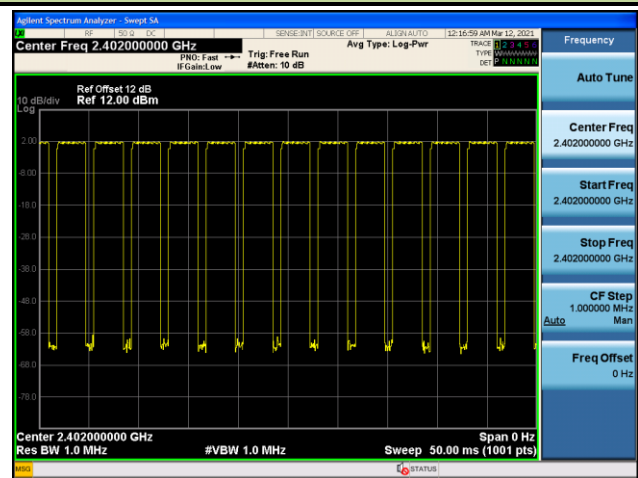 Agilent Spectrum Analyzer - Swept SA
RF 50 Ω DC SENSE:INT SOURCE OFF ALIGN AUTO 12:16:59 AM Mar 12, 2021
Center Freq 2.402000000 GHz
PNO: Fast
IFGain:Low
Trig: Free Run
#Atten: 10 dB
Avg Type: Log-Pwr
TRACE 1 2 3 4 5 6
TYPE
DET P N N N N N
Ref Offset 12 dB
10 dB/div Ref 12.00 dBm
Log
2.00
-8.00
-18.0
-28.0
-38.0
-48.0
-58.0
-68.0
-78.0
Center 2.402000000 GHz Span 0 Hz
Res BW 1.0 MHz #VBW 1.0 MHz Sweep 50.00 ms (1001 pts)
MSG STATUS
Frequency
Auto Tune
Center Freq
2.402000000 GHz
Start Freq
2.402000000 GHz
Stop Freq
2.402000000 GHz
CF Step
1.000000 MHz
Auto Man
Freq Offset
0 Hz